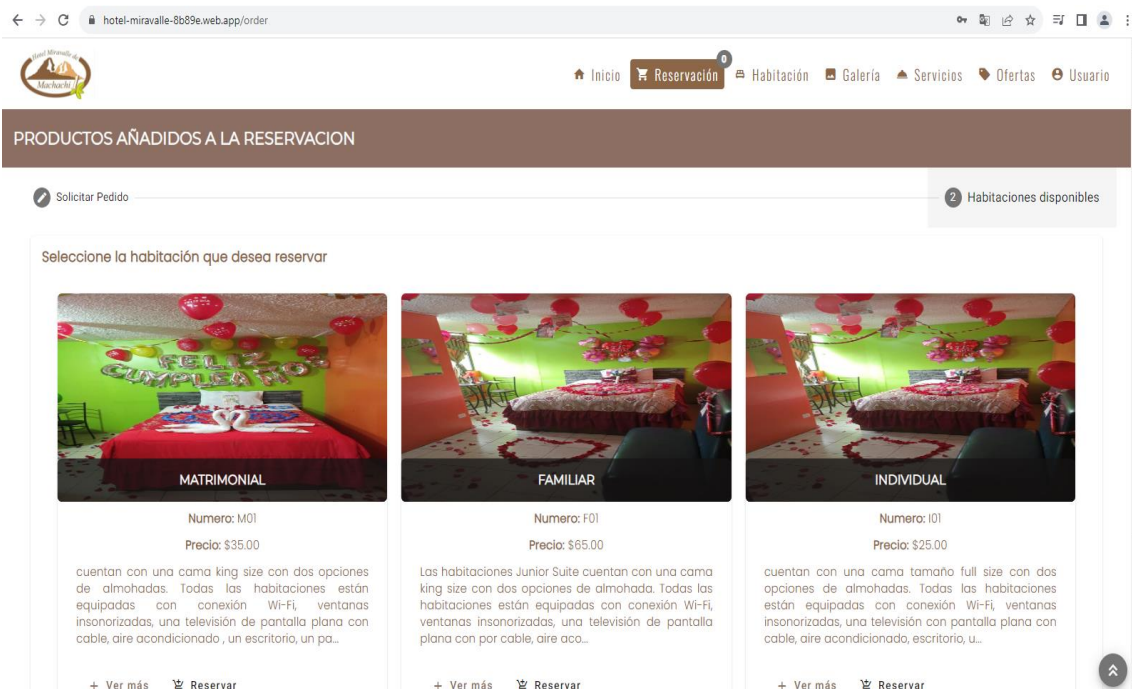 hotel-miravalle-8b89e.web.app/order
Hotel Miravalle de
Machachi
Inicio
Reservación
0
Habitación
Galería
Servicios
Ofertas
Usuario
PRODUCTOS AÑADIDOS A LA RESERVACION
Solicitar Pedido
2 Habitaciones disponibles
Seleccione la habitación que desea reservar
FELIZ
CUMPLEAÑOS
MATRIMONIAL
Numero: M01
Precio: $35.00
cuentan con una cama king size con dos opciones
de almohadas. Todas las habitaciones están
equipadas con conexión Wi-Fi, ventanas
insonorizadas, una televisión de pantalla plana con
cable, aire acondicionado , un escritorio, un pa...
+ Ver más
Reservar
FAMILIAR
Numero: F01
Precio: $65.00
Las habitaciones Junior Suite cuentan con una cama
king size con dos opciones de almohada. Todas las
habitaciones están equipadas con conexión Wi-Fi,
ventanas insonorizadas, una televisión de pantalla
plana con por cable, aire aco...
+ Ver más
Reservar
INDIVIDUAL
Numero: I01
Precio: $25.00
cuentan con una cama tamaño full size con dos
opciones de almohadas. Todas las habitaciones
están equipadas con conexión Wi-Fi, ventanas
insonorizadas, una televisión con pantalla plana con
cable, aire acondicionado, escritorio, u...
+ Ver más
Reservar